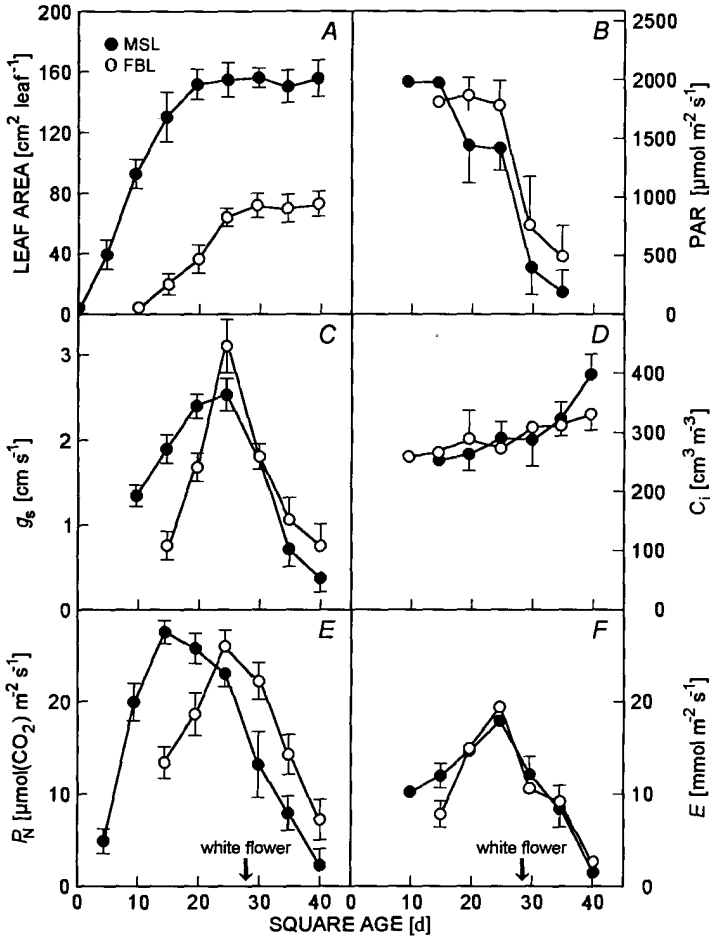 A
MSL
FBL
200
160
120
80
40
0
LEAF AREA [cm² leaf⁻¹]
B
2500
2000
1500
1000
500
0
PAR [µmol m⁻² s⁻¹]
C
3
2
1
0
gₛ [cm s⁻¹]
D
400
300
200
100
0
Cᵢ [cm³ m⁻³]
E
20
10
0
P_N [µmol(CO₂) m⁻² s⁻¹]
white flower
0 10 20 30 40
F
20
10
0
E [mmol m⁻² s⁻¹]
white flower
10 20 30 40
SQUARE AGE [d]